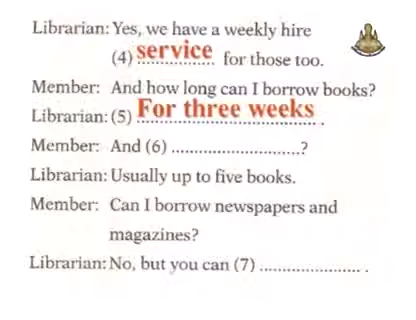 Librarian: Yes, we have a weekly hire
(4) service for those too.
Member: And how long can I borrow books?
Librarian: (5) For three weeks .
Member: And (6) ..............................?
Librarian: Usually up to five books.
Member: Can I borrow newspapers and
magazines?
Librarian: No, but you can (7) ..................... .